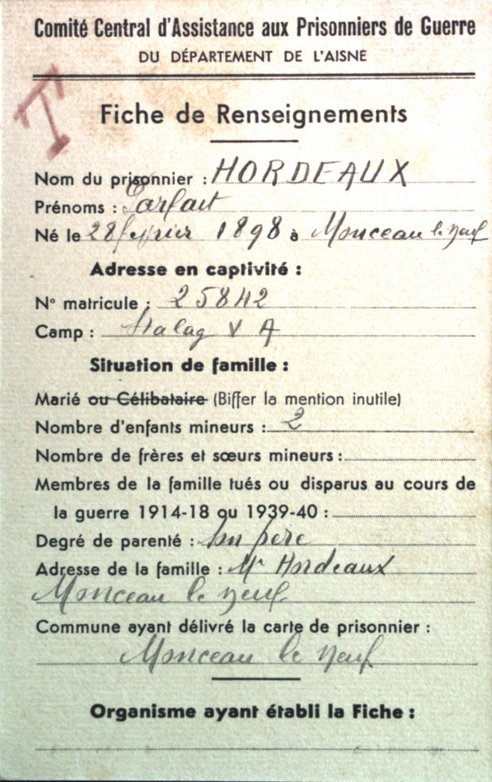 Comité Central d'Assistance aux Prisonniers de Guerre
DU DÉPARTEMENT DE L'AISNE
T
Fiche de Renseignements
Nom du prisonnier : HORDEAUX
Prénoms : Parfait
Né le 28 février 1898 à Monceau le neuf
Adresse en captivité :
N° matricule : 25842
Camp : Stalag V A
Situation de famille :
Marié ou Célibataire (Biffer la mention inutile)
Nombre d'enfants mineurs : 2
Nombre de frères et sœurs mineurs :
Membres de la famille tués ou disparus au cours de
la guerre 1914-18 ou 1939-40 :
Degré de parenté : Son père
Adresse de la famille : Mr Hordeaux
Monceau le neuf
Commune ayant délivré la carte de prisonnier :
Monceau le neuf
Organisme ayant établi la Fiche :